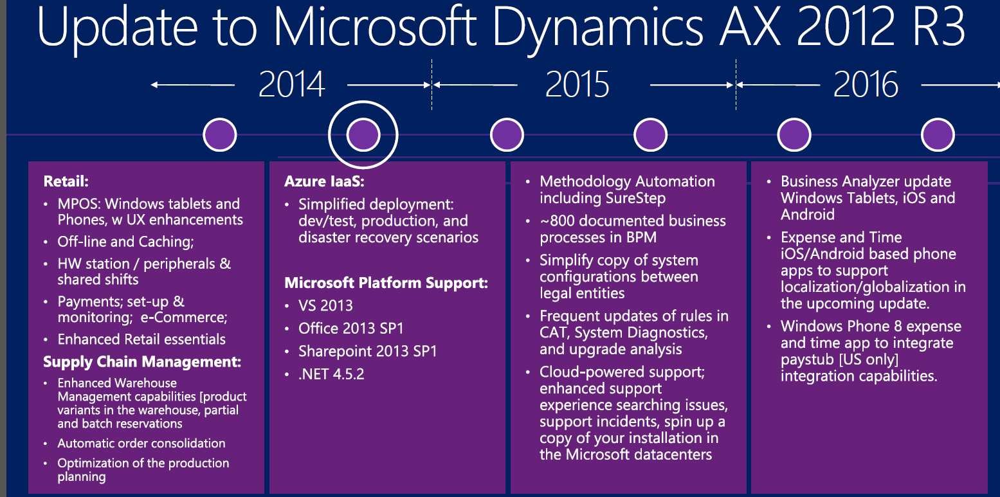 Update to Microsoft Dynamics AX 2012 R3
2014
2015
2016
Retail:
• MPOS: Windows tablets and
Phones, w UX enhancements
• Off-line and Caching;
• HW station / peripherals &
shared shifts
• Payments; set-up &
monitoring;  e-Commerce;
• Enhanced Retail essentials
Supply Chain Management:
• Enhanced Warehouse
Management capabilities [product
variants in the warehouse, partial
and batch reservations
• Automatic order consolidation
• Optimization of the production
planning
Azure IaaS:
• Simplified deployment:
dev/test, production, and
disaster recovery scenarios
Microsoft Platform Support:
• VS 2013
• Office 2013 SP1
• Sharepoint 2013 SP1
• .NET 4.5.2
• Methodology Automation
including SureStep
• ~800 documented business
processes in BPM
• Simplify copy of system
configurations between
legal entities
• Frequent updates of rules in
CAT, System Diagnostics,
and upgrade analysis
• Cloud-powered support;
enhanced support
experience searching issues,
support incidents, spin up a
copy of your installation in
the Microsoft datacenters
• Business Analyzer update
Windows Tablets, iOS and
Android
• Expense and Time
iOS/Android based phone
apps to support
localization/globalization in
the upcoming update.
• Windows Phone 8 expense
and time app to integrate
paystub [US only]
integration capabilities.